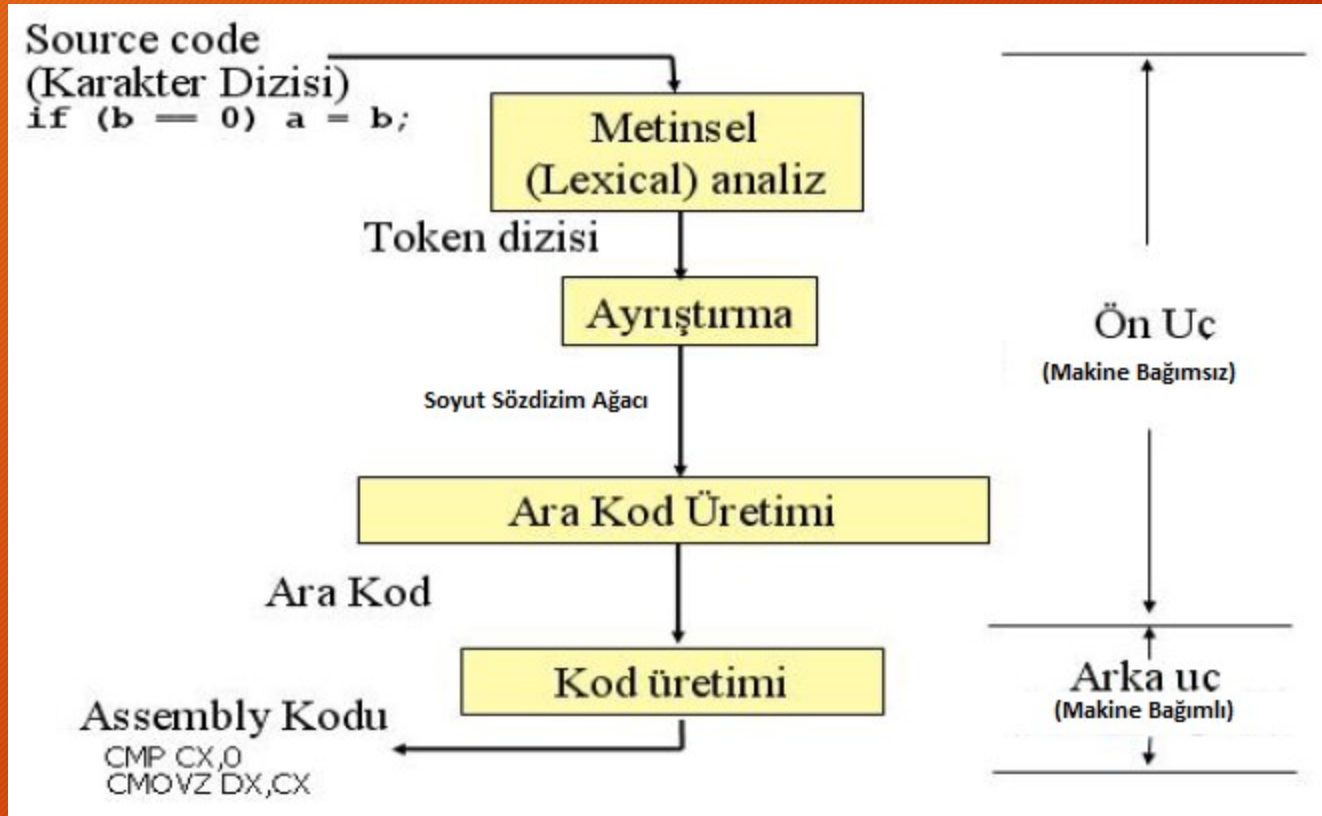 Source code
(Karakter Dizisi)
if (b == 0) a = b;
Metinsel
(Lexical) analiz
Token dizisi
Ayrıştırma
Soyut Sözdizim Ağacı
Ara Kod Üretimi
Ara Kod
Kod üretimi
Assembly Kodu
CMP CX,0
CMOVZ DX,CX
Ön Uç
(Makine Bağımsız)
Arka uc
(Makine Bağımlı)